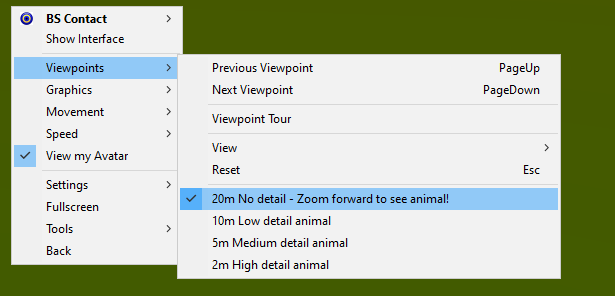 BS Contact
Show Interface
Viewpoints
Graphics
Movement
Speed
View my Avatar
Settings
Fullscreen
Tools
Back
Previous Viewpoint PageUp
Next Viewpoint PageDown
Viewpoint Tour
View
Reset Esc
20m No detail - Zoom forward to see animal!
10m Low detail animal
5m Medium detail animal
2m High detail animal